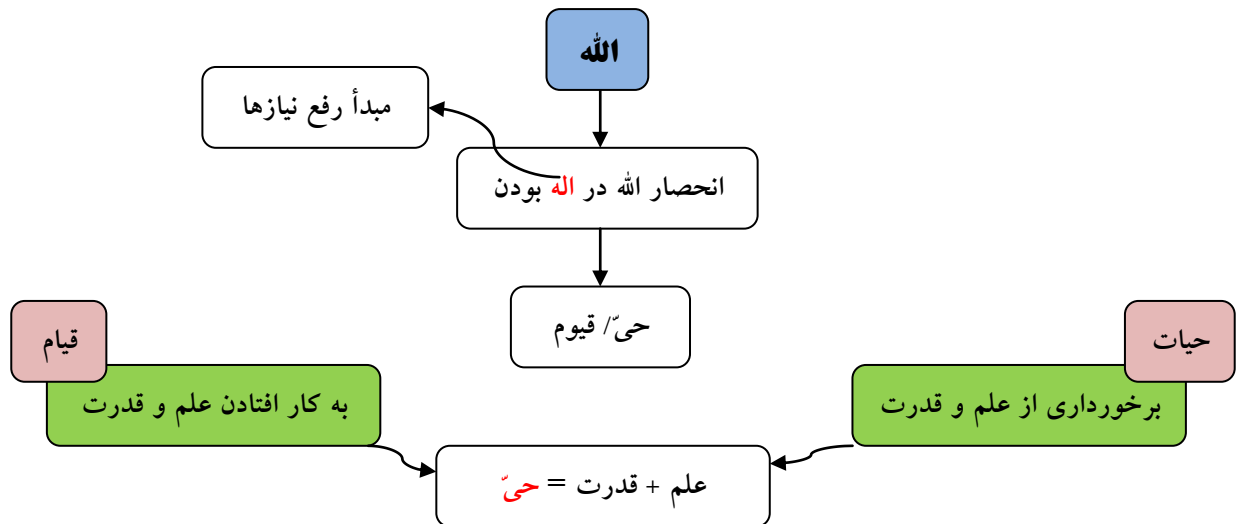 الله
مبدأ رفع نیازها
انحصار الله در اله بودن
حیّ/ قیوم
حیات
برخورداری از علم و قدرت
قیام
به کار افتادن علم و قدرت
علم + قدرت = حیّ